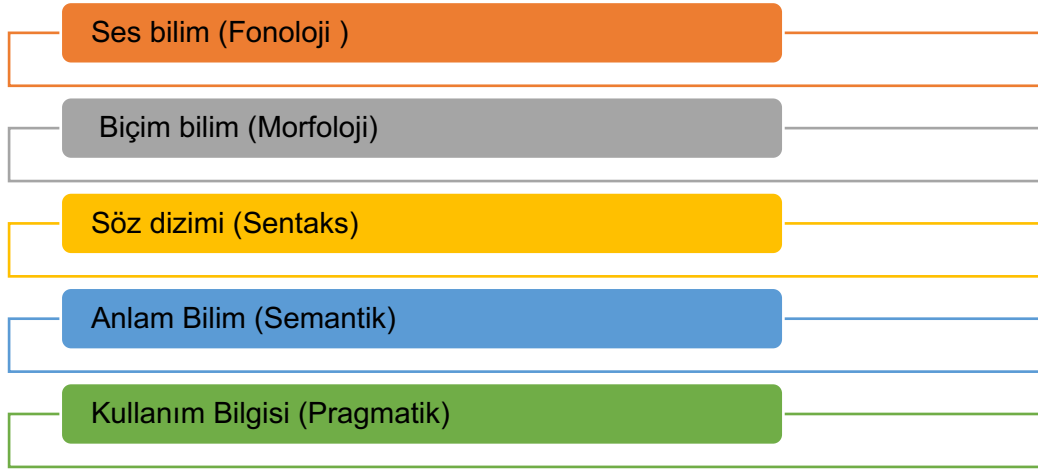 Ses bilim (Fonoloji )
Biçim bilim (Morfoloji)
Söz dizimi (Sentaks)
Anlam Bilim (Semantik)
Kullanım Bilgisi (Pragmatik)